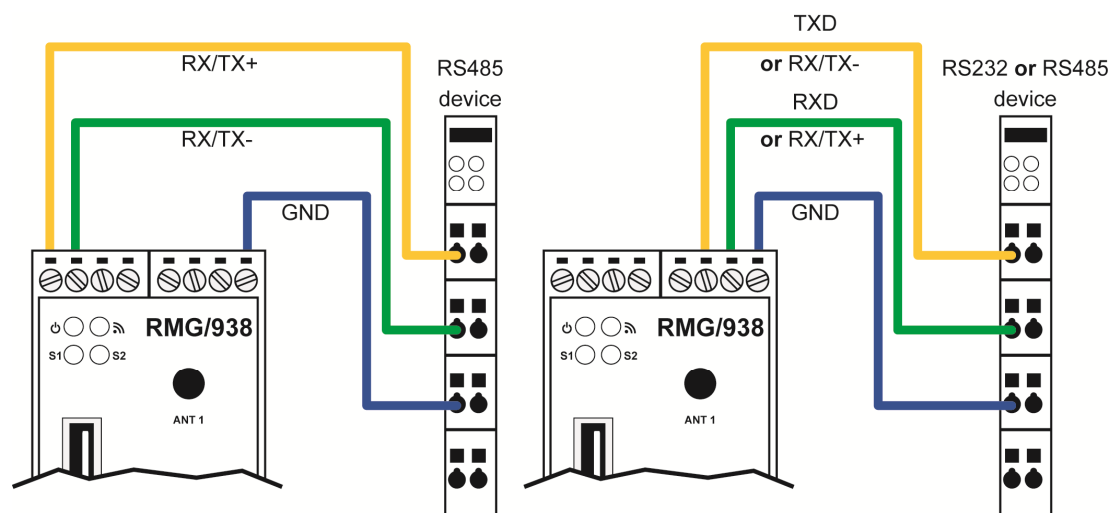 RX/TX+
RS485
device
RX/TX-
GND
RMG/938
S1
S2
ANT 1
TXD
or RX/TX-
RS232 or RS485
device
RXD
or RX/TX+
GND
RMG/938
S1
S2
ANT 1